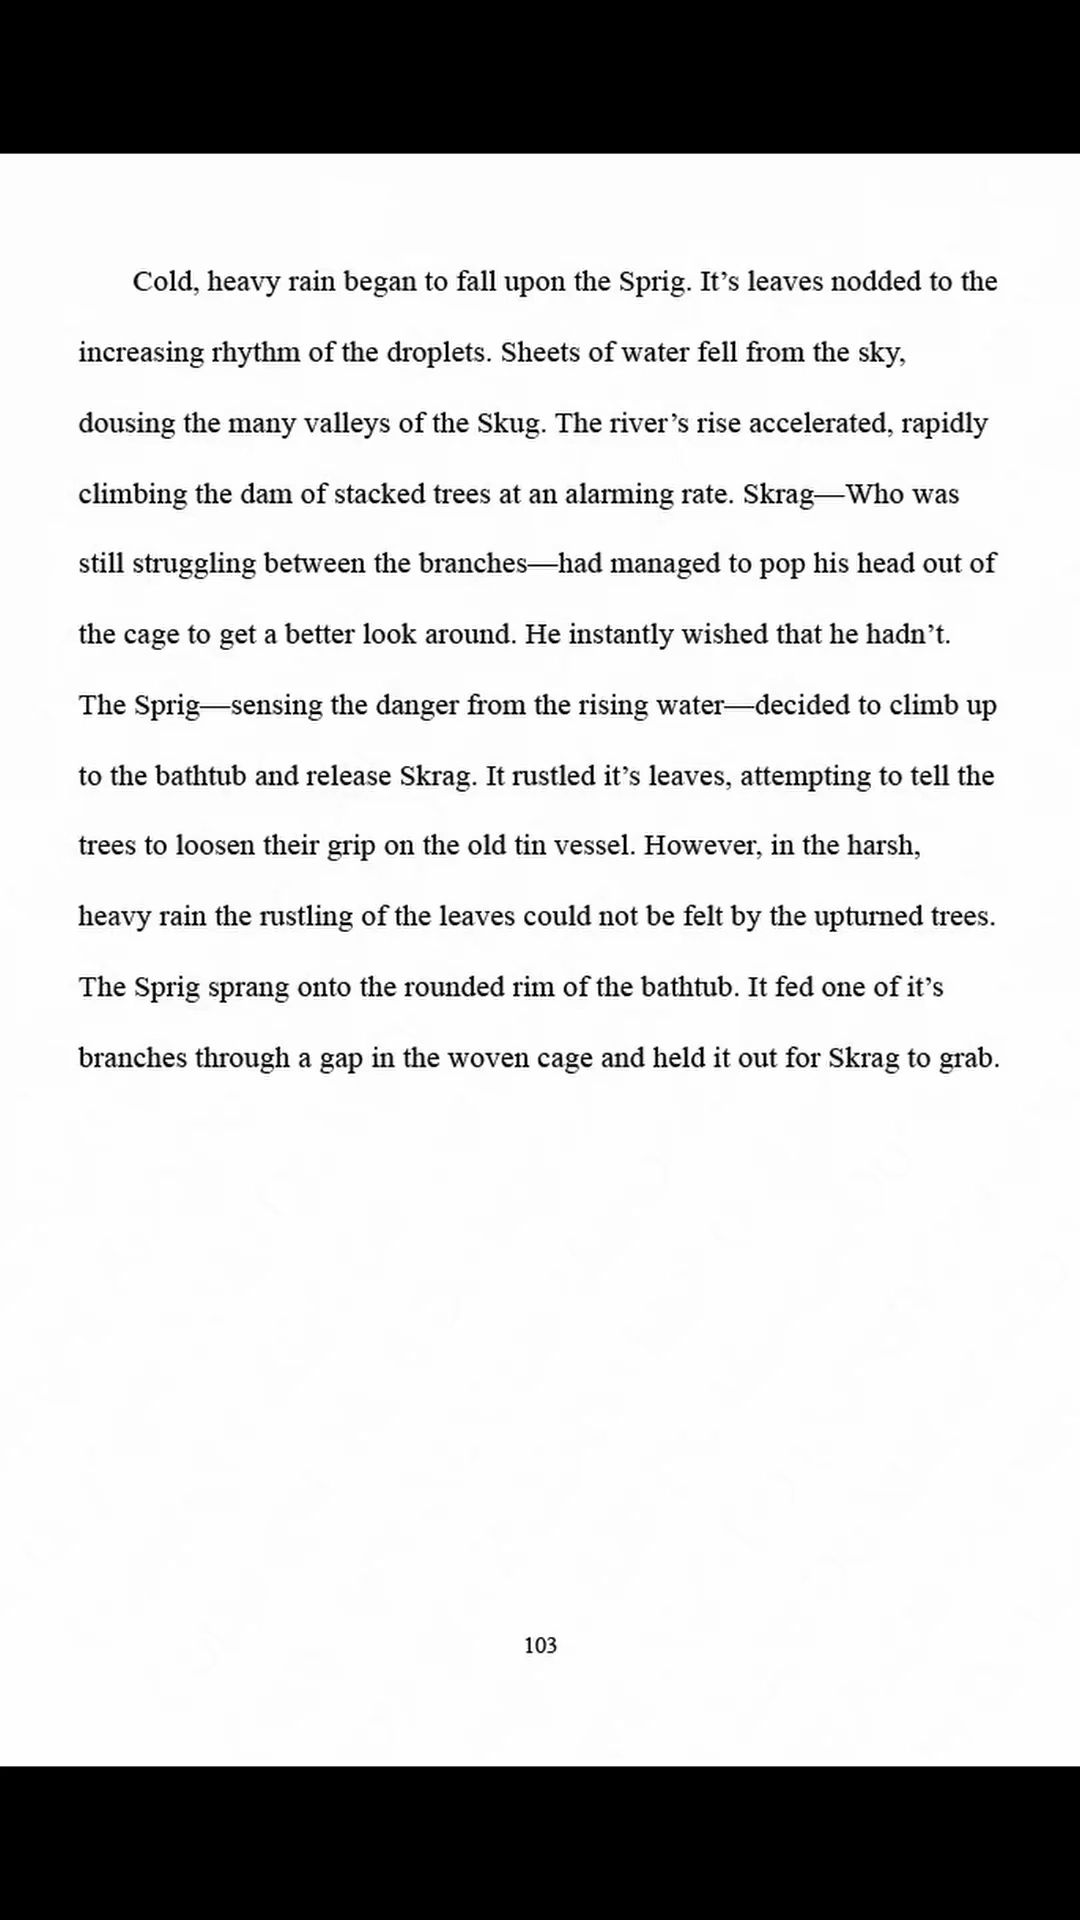 Cold, heavy rain began to fall upon the Sprig. It’s leaves nodded to the
increasing rhythm of the droplets. Sheets of water fell from the sky,
dousing the many valleys of the Skug. The river’s rise accelerated, rapidly
climbing the dam of stacked trees at an alarming rate. Skrag—Who was
still struggling between the branches—had managed to pop his head out of
the cage to get a better look around. He instantly wished that he hadn’t.
The Sprig—sensing the danger from the rising water—decided to climb up
to the bathtub and release Skrag. It rustled it’s leaves, attempting to tell the
trees to loosen their grip on the old tin vessel. However, in the harsh,
heavy rain the rustling of the leaves could not be felt by the upturned trees.
The Sprig sprang onto the rounded rim of the bathtub. It fed one of it’s
branches through a gap in the woven cage and held it out for Skrag to grab.
103